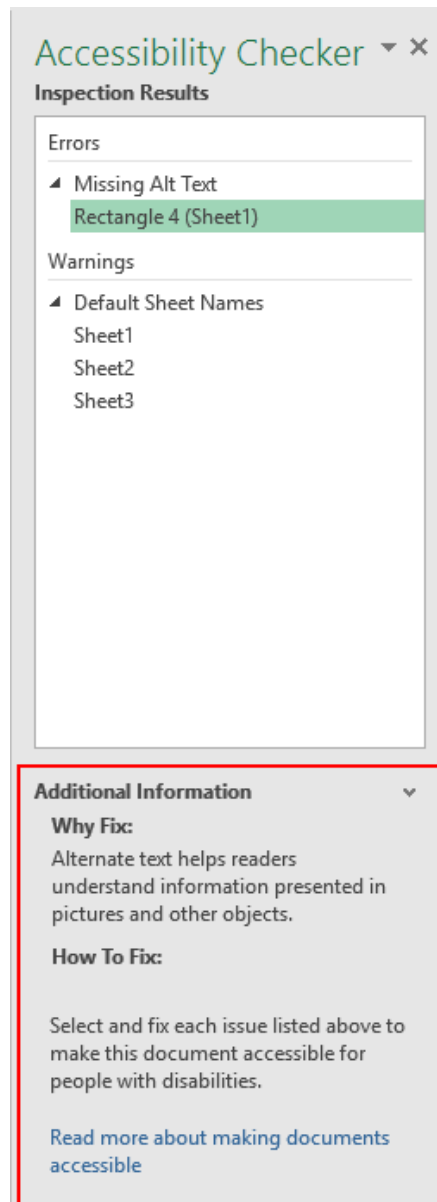 Accessibility Checker
Inspection Results
Errors
Missing Alt Text
Rectangle 4 (Sheet1)
Warnings
Default Sheet Names
Sheet1
Sheet2
Sheet3
Additional Information
Why Fix:
Alternate text helps readers
understand information presented in
pictures and other objects.
How To Fix:
Select and fix each issue listed above to
make this document accessible for
people with disabilities.
Read more about making documents
accessible